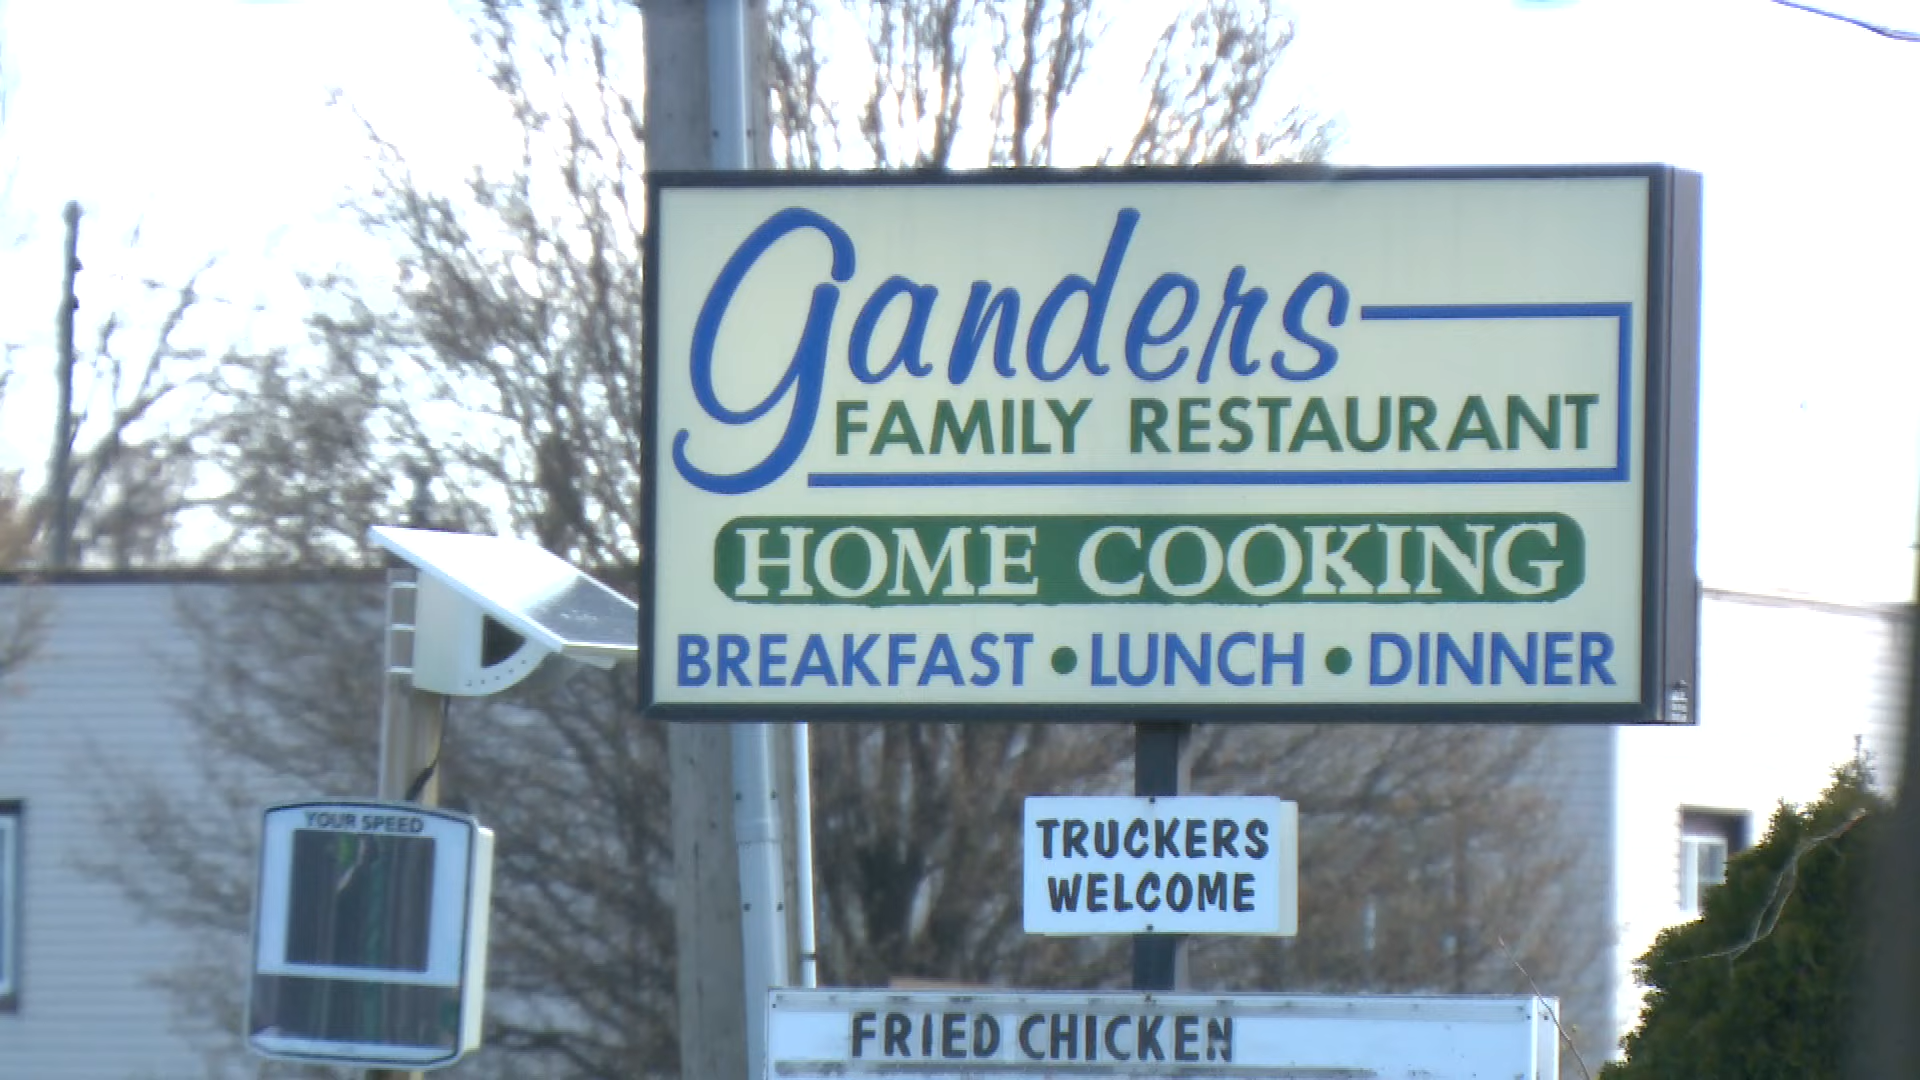 Ganders
FAMILY RESTAURANT
HOME COOKING
BREAKFAST • LUNCH • DINNER
YOUR SPEED
TRUCKERS
WELCOME
FRIED CHICKEN